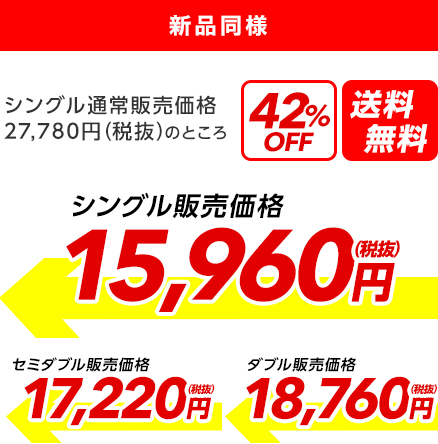 新品同様
シングル通常販売価格
27,780円(税抜)のところ
42%
OFF
送料
無料
シングル販売価格
15,960円(税抜)
セミダブル販売価格
17,220円(税抜)
ダブル販売価格
18,760円(税抜)